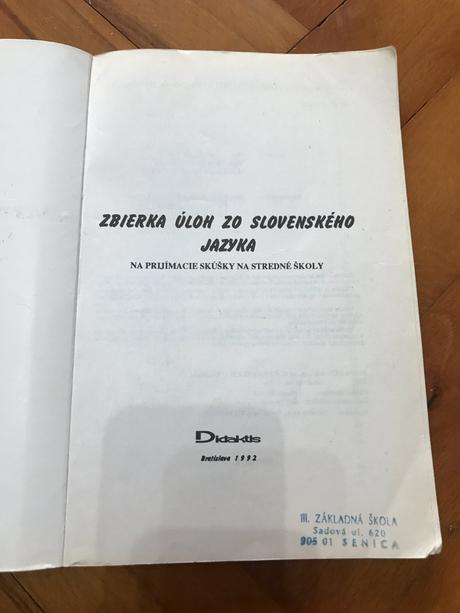 ZBIERKA ÚLOH ZO SLOVENSKÉHO
JAZYKA
NA PRIJÍMACIE SKÚŠKY NA STREDNÉ ŠKOLY
Didaktis
Bratislava 1992
III. ZÁKLADNÁ ŠKOLA
Sadová ul. 620
905 01 SENICA